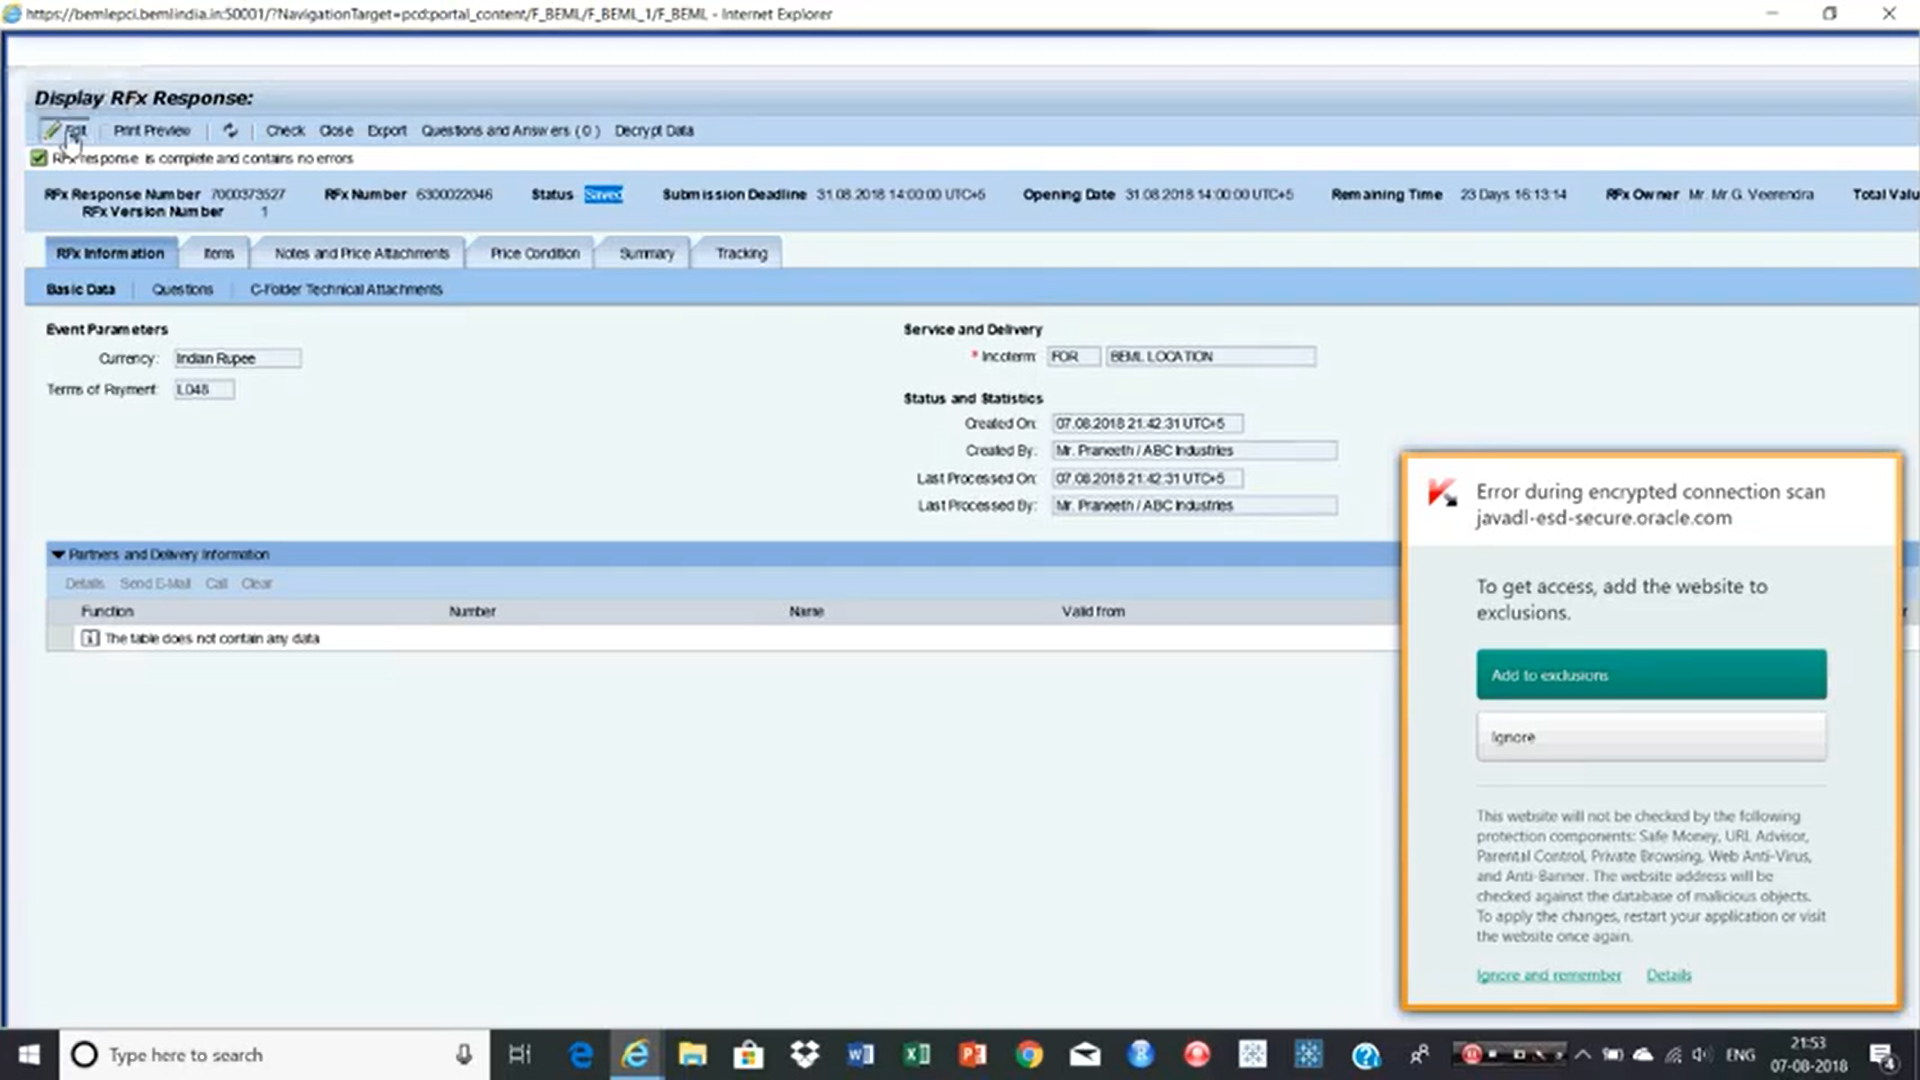 https://bemlepci.bemlindia.in:50001/?NavigationTarget=pcd:portal_content/F_BEML/F_BEML_1/F_BEML - Internet Explorer
Display RFx Response:
Edit Print Preview Check Close Export Questions and Answers ( 0 ) Decrypt Data
RFx response is complete and contains no errors
RFx Response Number 7000373527 RFx Number 6300022046 Status Saved Submission Deadline 31.08.2018 14:00:00 UTC+5 Opening Date 31.08.2018 14:00:00 UTC+5 Remaining Time 23 Days 16:13:14 RFx Owner Mr. Mr.G. Veerendra Total Valu
RFx Version Number 1
RFx Information Items Notes and Price Attachments Price Condition Summary Tracking
Basic Data Questions C-Folder Technical Attachments
Event Parameters
Currency: Indian Rupee
Terms of Payment: L048
Service and Delivery
* Incoterm: FOR BEML LOCATION
Status and Statistics
Created On: 07.08.2018 21:42:31 UTC+5
Created By: Mr. Praneeth / ABC Industries
Last Processed On: 07.08.2018 21:42:31 UTC+5
Last Processed By: Mr. Praneeth / ABC Industries
Partners and Delivery Information
Details Send E-Mail Call Clear
Function Number Name Valid from
The table does not contain any data
Error during encrypted connection scan
javadl-esd-secure.oracle.com
To get access, add the website to
exclusions.
Add to exclusions
Ignore
This website will not be checked by the following
protection components: Safe Money, URL Advisor,
Parental Control, Private Browsing, Web Anti-Virus,
and Anti-Banner. The website address will be
checked against the database of malicious objects.
To apply the changes, restart your application or visit
the website once again.
Ignore and remember Details
Type here to search
ENG
21:53
07-08-2018
4